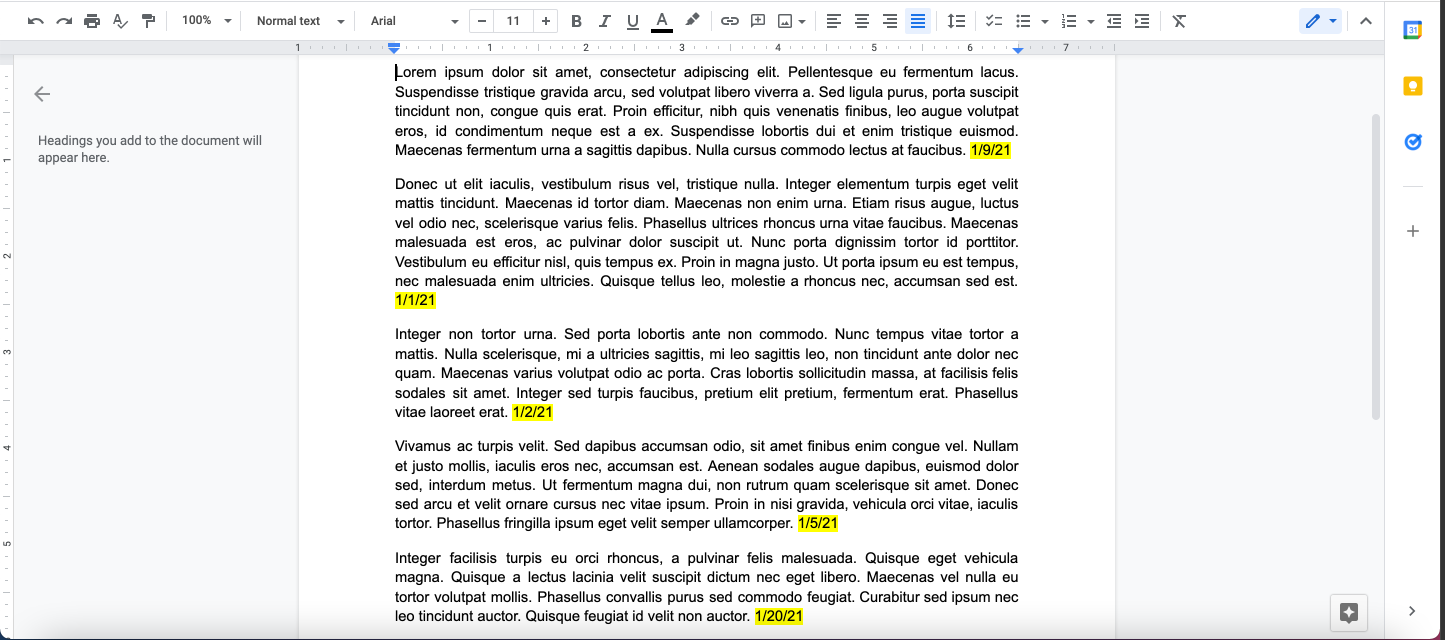 100% Normal text Arial 11
1 1 2 3 4 5 6 7
Headings you add to the document will
appear here.
Lorem ipsum dolor sit amet, consectetur adipiscing elit. Pellentesque eu fermentum lacus.
Suspendisse tristique gravida arcu, sed volutpat libero viverra a. Sed ligula purus, porta suscipit
tincidunt non, congue quis erat. Proin efficitur, nibh quis venenatis finibus, leo augue volutpat
eros, id condimentum neque est a ex. Suspendisse lobortis dui et enim tristique euismod.
Maecenas fermentum urna a sagittis dapibus. Nulla cursus commodo lectus at faucibus. 1/9/21
Donec ut elit iaculis, vestibulum risus vel, tristique nulla. Integer elementum turpis eget velit
mattis tincidunt. Maecenas id tortor diam. Maecenas non enim urna. Etiam risus augue, luctus
vel odio nec, scelerisque varius felis. Phasellus ultrices rhoncus urna vitae faucibus. Maecenas
malesuada est eros, ac pulvinar dolor suscipit ut. Nunc porta dignissim tortor id porttitor.
Vestibulum eu efficitur nisl, quis tempus ex. Proin in magna justo. Ut porta ipsum eu est tempus,
nec malesuada enim ultricies. Quisque tellus leo, molestie a rhoncus nec, accumsan sed est.
1/1/21
Integer non tortor urna. Sed porta lobortis ante non commodo. Nunc tempus vitae tortor a
mattis. Nulla scelerisque, mi a ultricies sagittis, mi leo sagittis leo, non tincidunt ante dolor nec
quam. Maecenas varius volutpat odio ac porta. Cras lobortis sollicitudin massa, at facilisis felis
sodales sit amet. Integer sed turpis faucibus, pretium elit pretium, fermentum erat. Phasellus
vitae laoreet erat. 1/2/21
Vivamus ac turpis velit. Sed dapibus accumsan odio, sit amet finibus enim congue vel. Nullam
et justo mollis, iaculis eros nec, accumsan est. Aenean sodales augue dapibus, euismod dolor
sed, interdum metus. Ut fermentum magna dui, non rutrum quam scelerisque sit amet. Donec
sed arcu et velit ornare cursus nec vitae ipsum. Proin in nisi gravida, vehicula orci vitae, iaculis
tortor. Phasellus fringilla ipsum eget velit semper ullamcorper. 1/5/21
Integer facilisis turpis eu orci rhoncus, a pulvinar felis malesuada. Quisque eget vehicula
magna. Quisque a lectus lacinia velit suscipit dictum nec eget libero. Maecenas vel nulla eu
tortor volutpat mollis. Phasellus convallis purus sed commodo feugiat. Curabitur sed ipsum nec
leo tincidunt auctor. Quisque feugiat id velit non auctor. 1/20/21
1
2
3
4
5
31